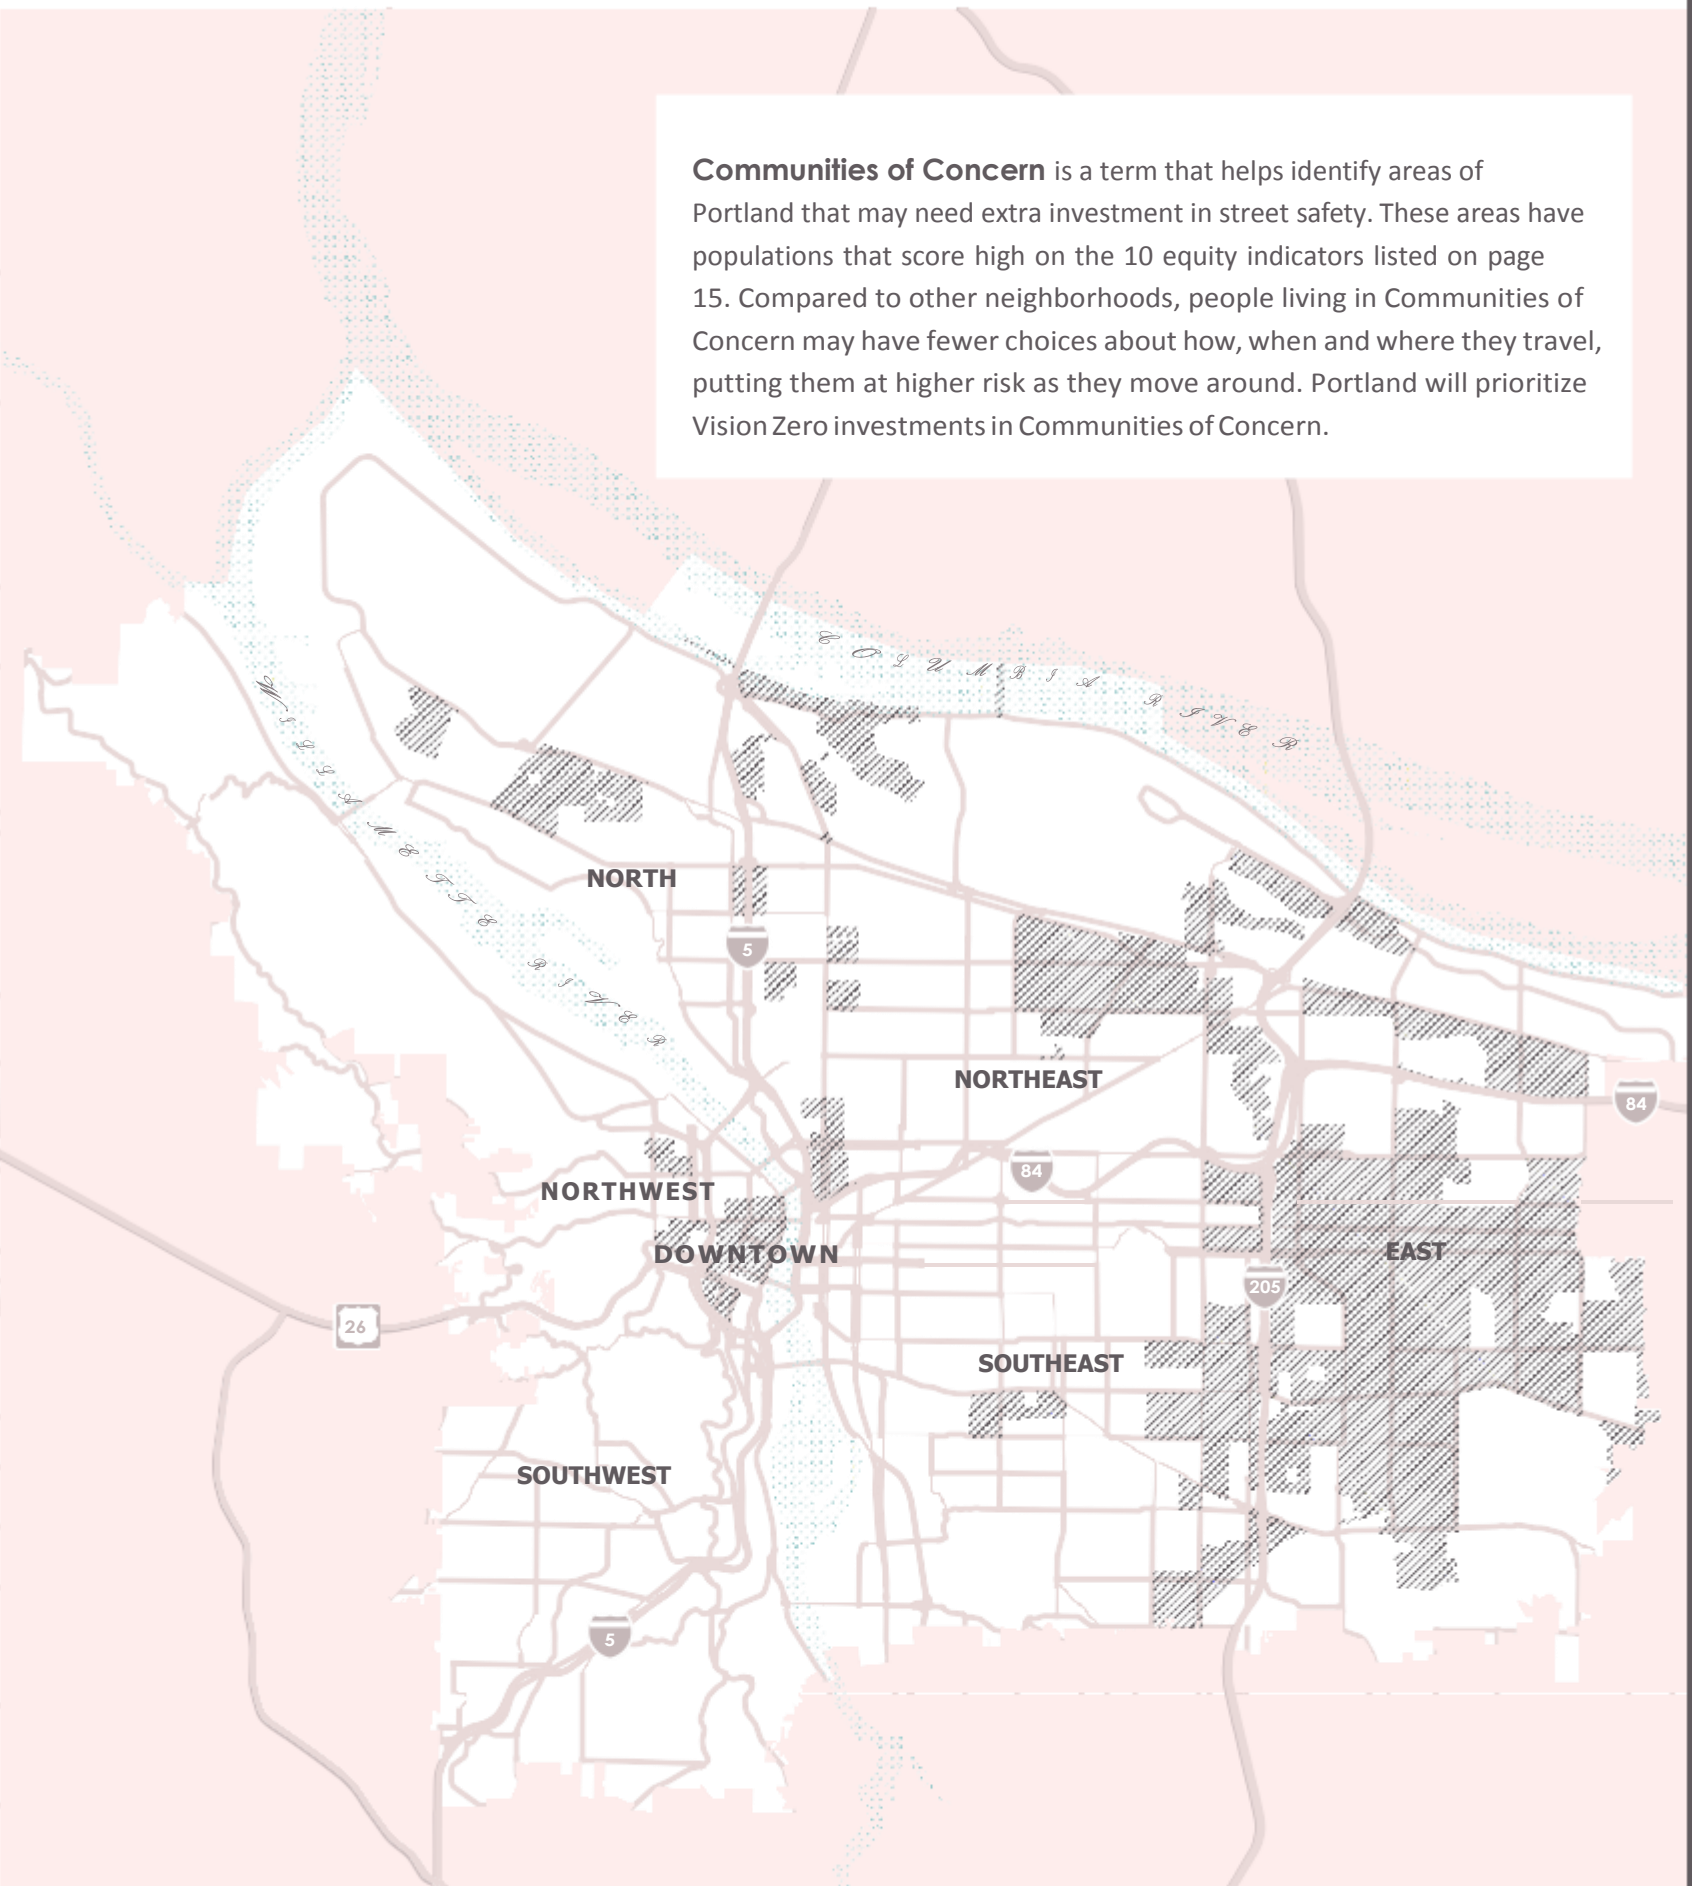 Communities of Concern is a term that helps identify areas of
Portland that may need extra investment in street safety. These areas have
populations that score high on the 10 equity indicators listed on page
15. Compared to other neighborhoods, people living in Communities of
Concern may have fewer choices about how, when and where they travel,
putting them at higher risk as they move around. Portland will prioritize
Vision Zero investments in Communities of Concern.
COLUMBIA RIVER
WILLAMETTE RIVER
NORTH
5
NORTHEAST
84
84
NORTHWEST
DOWNTOWN
EAST
205
26
SOUTHEAST
SOUTHWEST
5